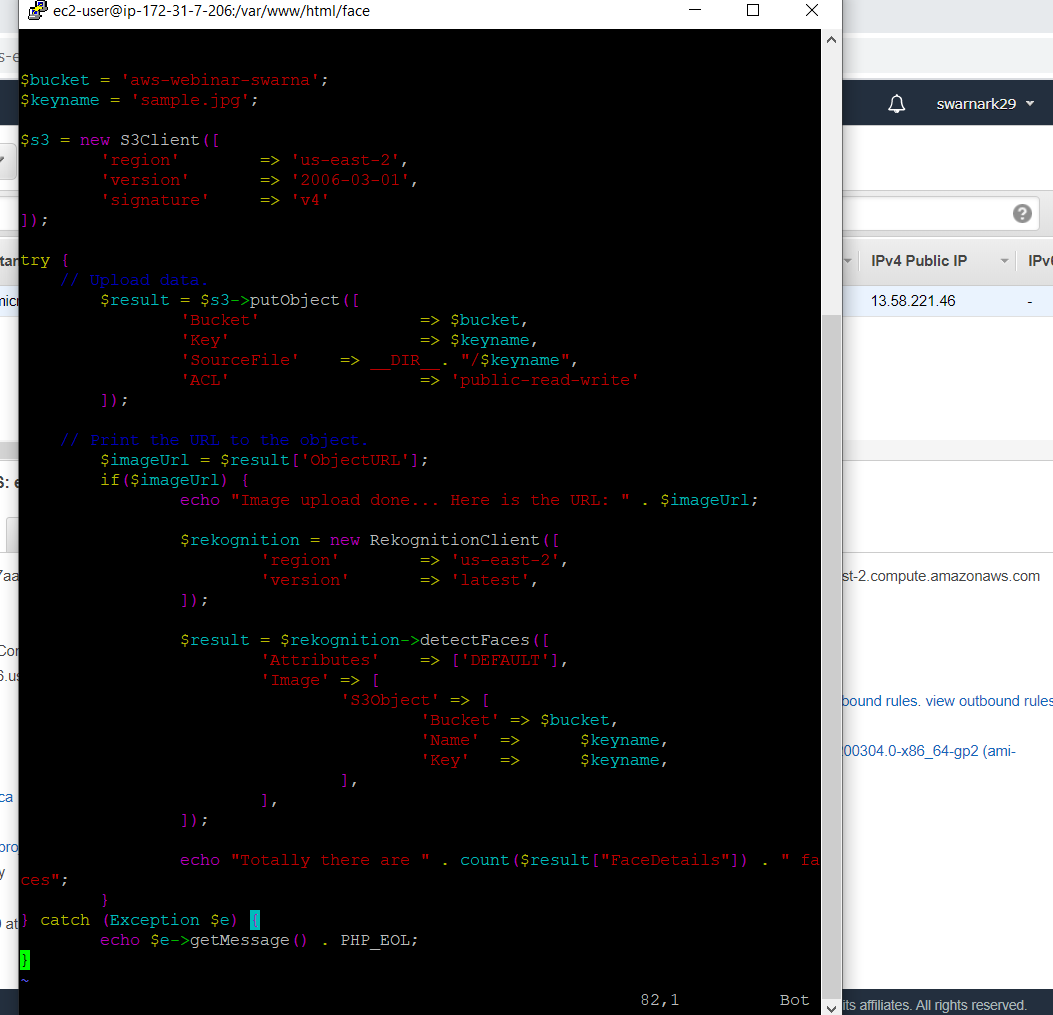 ec2-user@ip-172-31-7-206:/var/www/html/face
$bucket = 'aws-webinar-swarna';
$keyname = 'sample.jpg';
$s3 = new S3Client([
'region' => 'us-east-2',
'version' => '2006-03-01',
'signature' => 'v4'
]);
try {
// Upload data.
$result = $s3->putObject([
'Bucket' => $bucket,
'Key' => $keyname,
'SourceFile' => __DIR__. "/$keyname",
'ACL' => 'public-read-write'
]);
// Print the URL to the object.
$imageUrl = $result['ObjectURL'];
if($imageUrl) {
echo "Image upload done... Here is the URL: " . $imageUrl;
$rekognition = new RekognitionClient([
'region' => 'us-east-2',
'version' => 'latest',
]);
$result = $rekognition->detectFaces([
'Attributes' => ['DEFAULT'],
'Image' => [
'S3Object' => [
'Bucket' => $bucket,
'Name' => $keyname,
'Key' => $keyname,
],
],
]);
echo "Totally there are " . count($result["FaceDetails"]) . " fa
ces";
}
} catch (Exception $e) {
echo $e->getMessage() . PHP_EOL;
}
~
82,1 Bot
swarnark29
IPv4 Public IP
IPv6
13.58.221.46 -
st-2.compute.amazonaws.com
bound rules. view outbound rules
200304.0-x86_64-gp2 (ami-
its affiliates. All rights reserved.